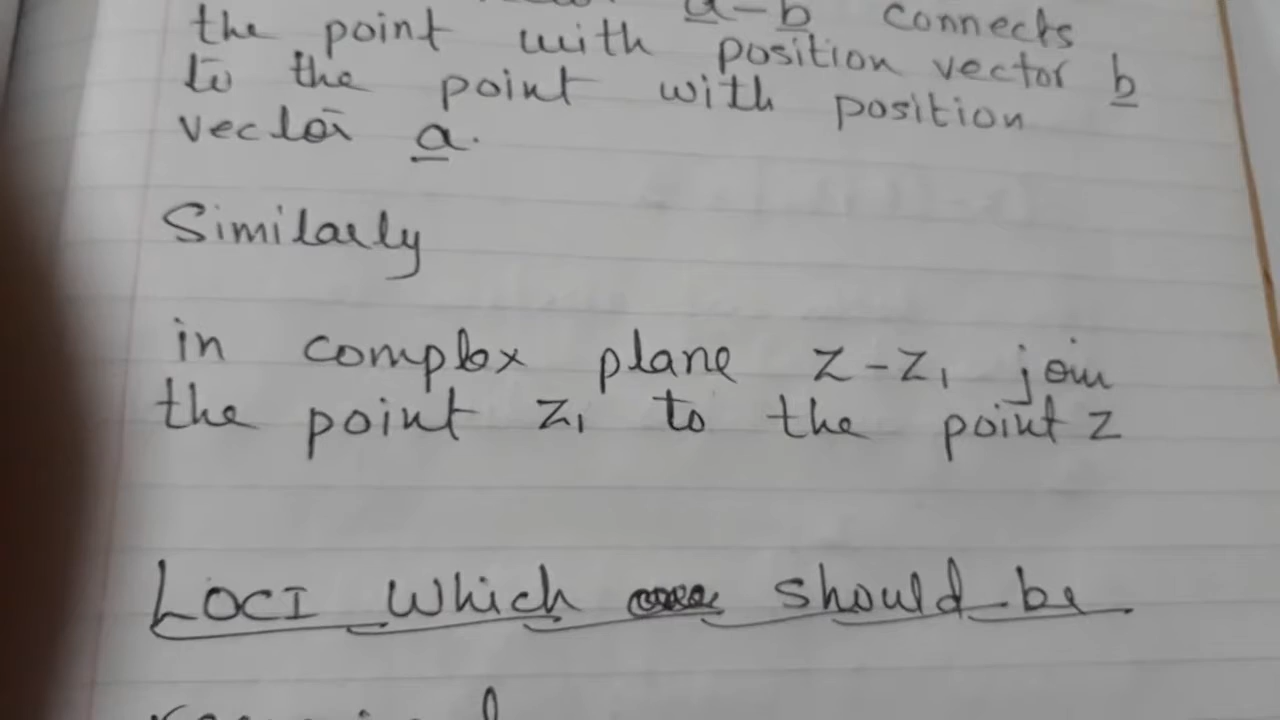 a - b connects
the point with position vector b
to the point with position
vector a.
Similarly
in complex plane z - z₁ join
the point z₁ to the point z
LOCI which should be